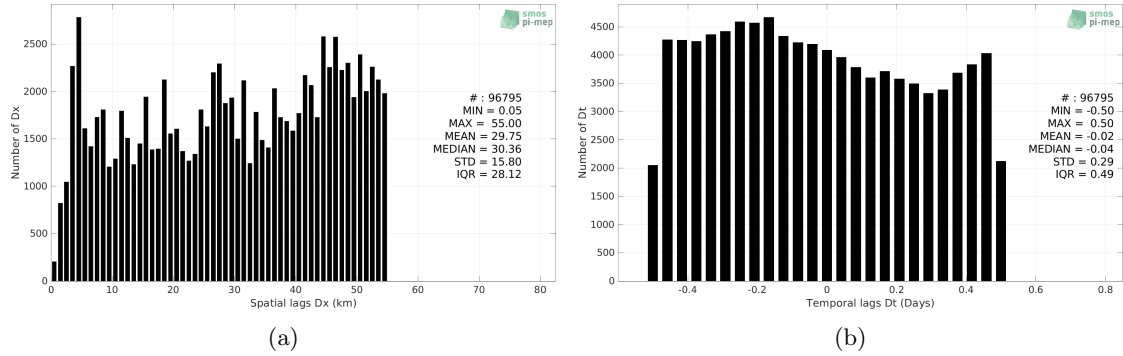 smos
pi-mep
2500
2000
1500
1000
500
0
0
10
20
30
40
50
60
70
80
Number of Dx
Spatial lags Dx (km)
# : 96795
MIN = 0.05
MAX = 55.00
MEAN = 29.75
MEDIAN = 30.36
STD = 15.80
IQR = 28.12
(a)
smos
pi-mep
4500
4000
3500
3000
2500
2000
1500
1000
500
0
-0.4
-0.2
0
0.2
0.4
0.6
0.8
Number of Dt
Temporal lags Dt (Days)
# : 96795
MIN = -0.50
MAX = 0.50
MEAN = -0.02
MEDIAN = -0.04
STD = 0.29
IQR = 0.49
(b)